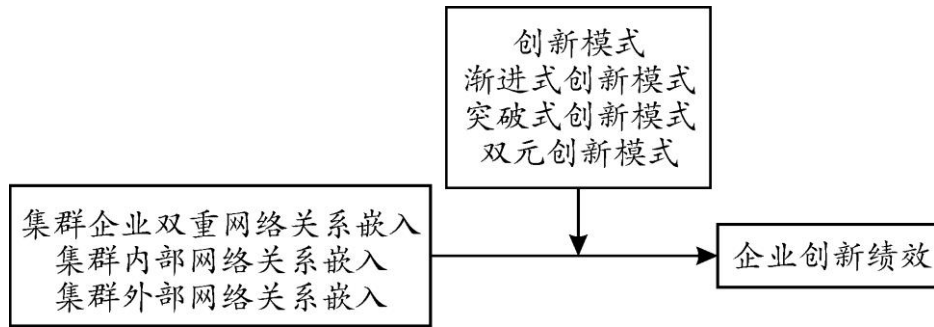 创新模式
渐进式创新模式
突破式创新模式
双元创新模式
集群企业双重网络关系嵌入
集群内部网络关系嵌入
集群外部网络关系嵌入
企业创新绩效